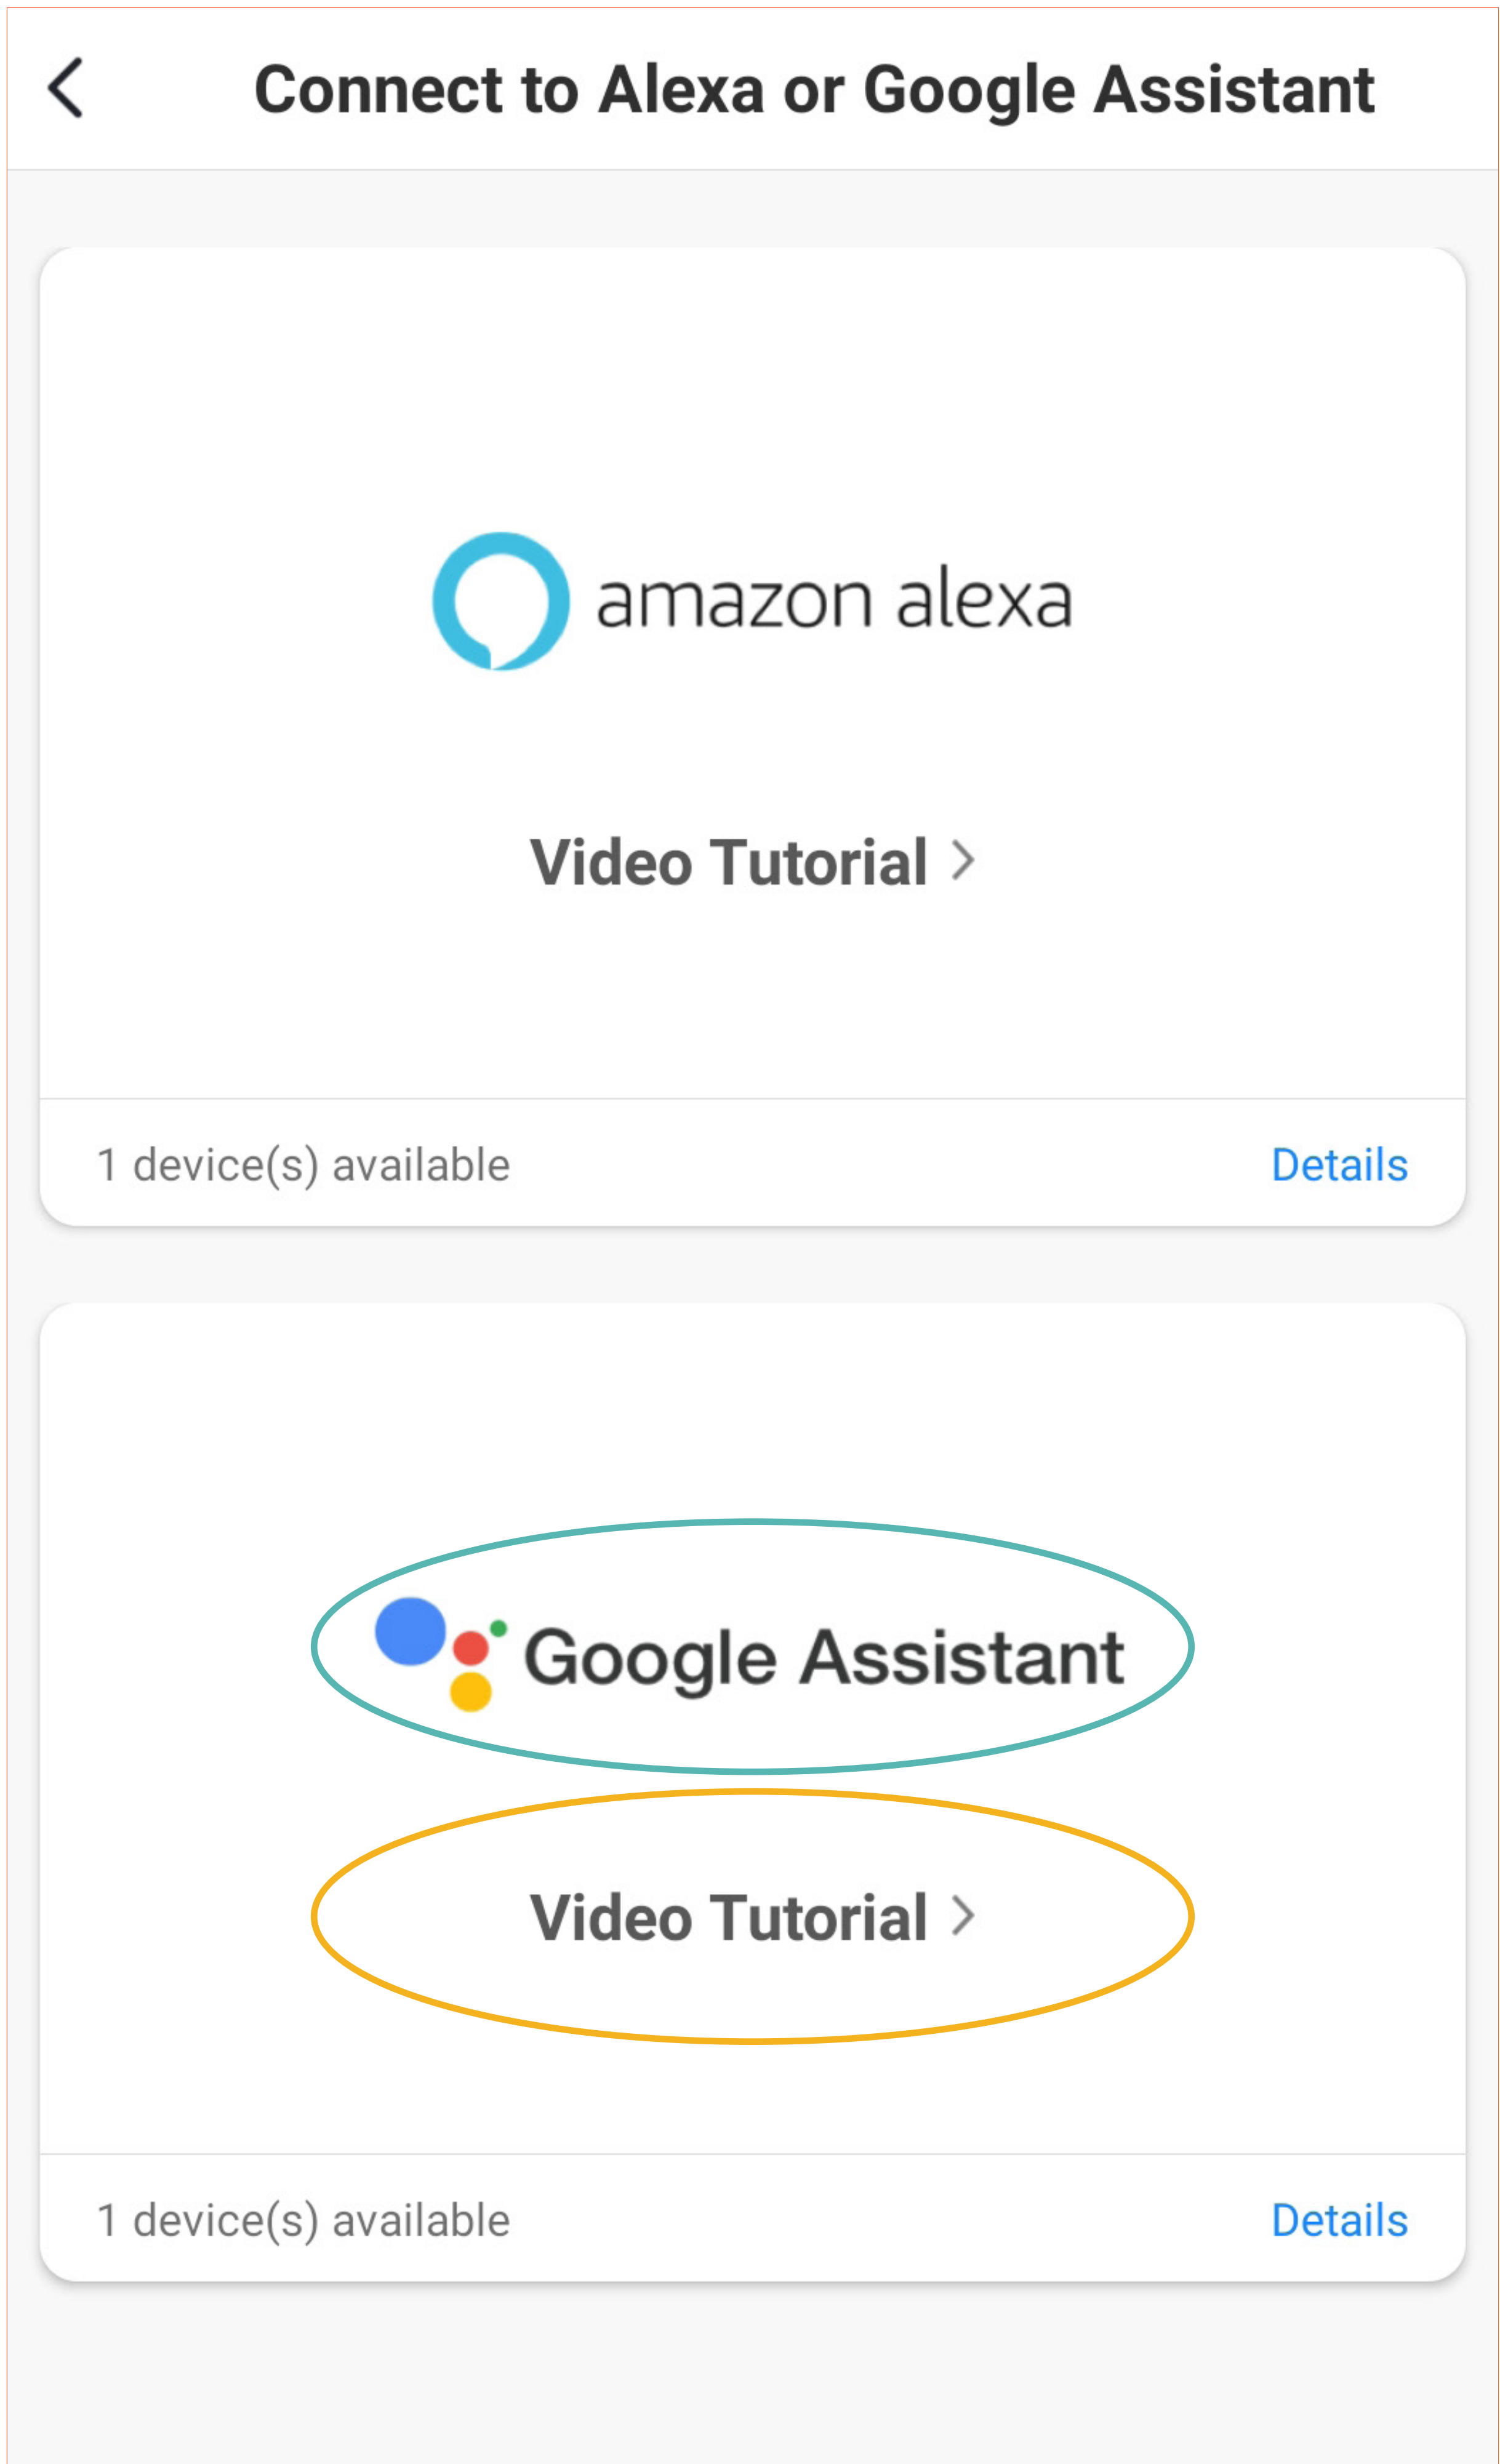 Connect to Alexa or Google Assistant
amazon alexa
Video Tutorial
1 device(s) available
Details
Google Assistant
Video Tutorial
1 device(s) available
Details